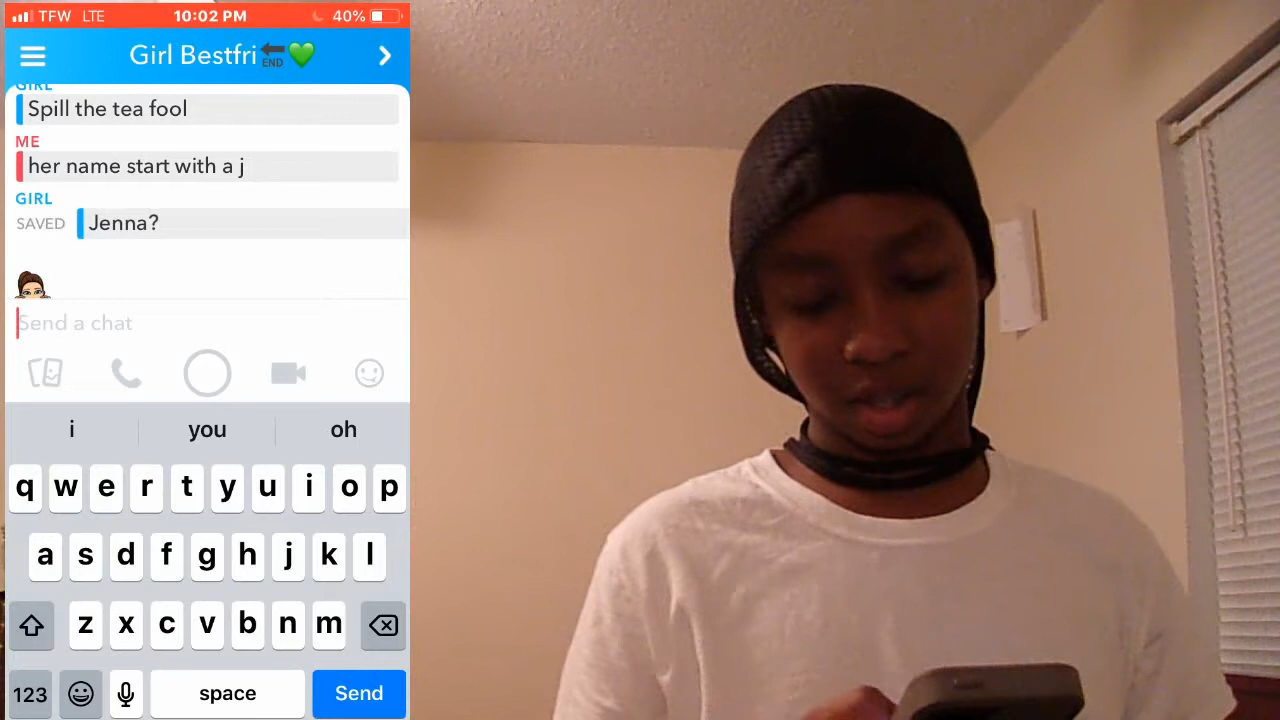 TFW LTE 10:02 PM 40%
Girl Bestfri🔙💚
GIRL
Spill the tea fool
ME
her name start with a j
GIRL
SAVED Jenna?
Send a chat
i you oh
q w e r t y u i o p
a s d f g h j k l
z x c v b n m
123 space Send